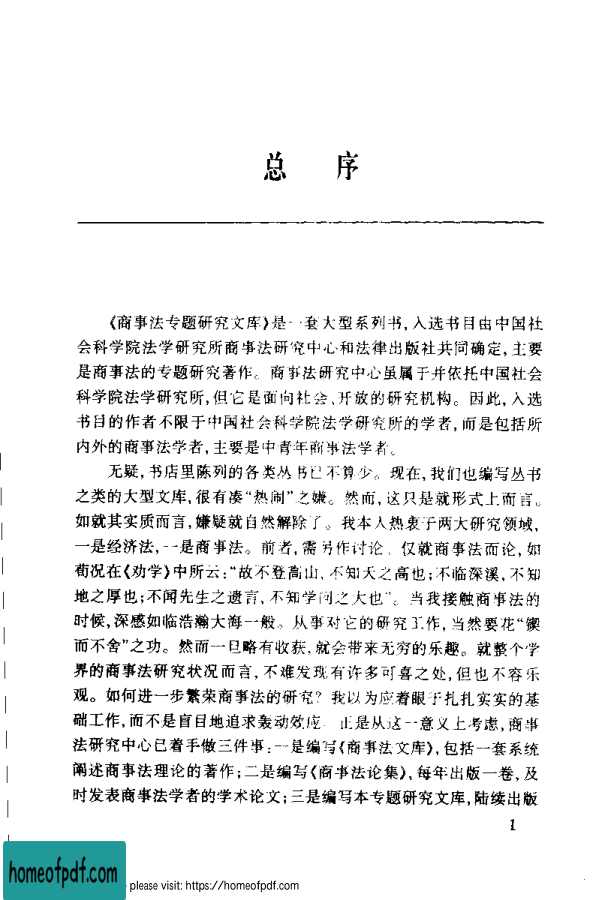 总 序
《商事法专题研究文库》是一套大型系列书,入选书目由中国社
会科学院法学研究所商事法研究中心和法律出版社共同确定,主要
是商事法的专题研究著作。商事法研究中心虽属于并依托中国社会
科学院法学研究所,但它是面向社会、开放的研究机构。因此,入选
书目的作者不限于中国社会科学院法学研究所的学者,而是包括所
内外的商事法学者,主要是中青年商事法学者。
无疑,书店里陈列的各类丛书已不算少。现在,我们也编写丛书
之类的大型文库,很有凑“热闹”之嫌。然而,这只是就形式上而言。
如就其实质而言,嫌疑就自然解除了。我本人热衷于两大研究领域,
一是经济法,一是商事法。前者,需另作讨论。仅就商事法而论,如
荀况在《劝学》中所云:“故不登高山,不知天之高也;不临深溪,不知
地之厚也;不闻先生之遗言,不知学问之大也”。当我接触商事法的
时候,深感如临浩瀚大海一般。从事对它的研究工作,当然要花“锲
而不舍”之功。然而一旦略有收获,就会带来无穷的乐趣。就整个学
界的商事法研究状况而言,不难发现有许多可喜之处,但也不容乐
观。如何进一步繁荣商事法的研究?我以为应着眼于扎扎实实的基
础工作,而不是盲目地追求轰动效应。正是从这一意义上考虑,商事
法研究中心已着手做三件事:一是编写《商事法文库》,包括一套系统
阐述商事法理论的著作;二是编写《商事法论集》,每年出版一卷,及
时发表商事法学者的学术论文;三是编写本专题研究文库,陆续出版
1
homeofpdf.com
please visit: https://homeofpdf.com